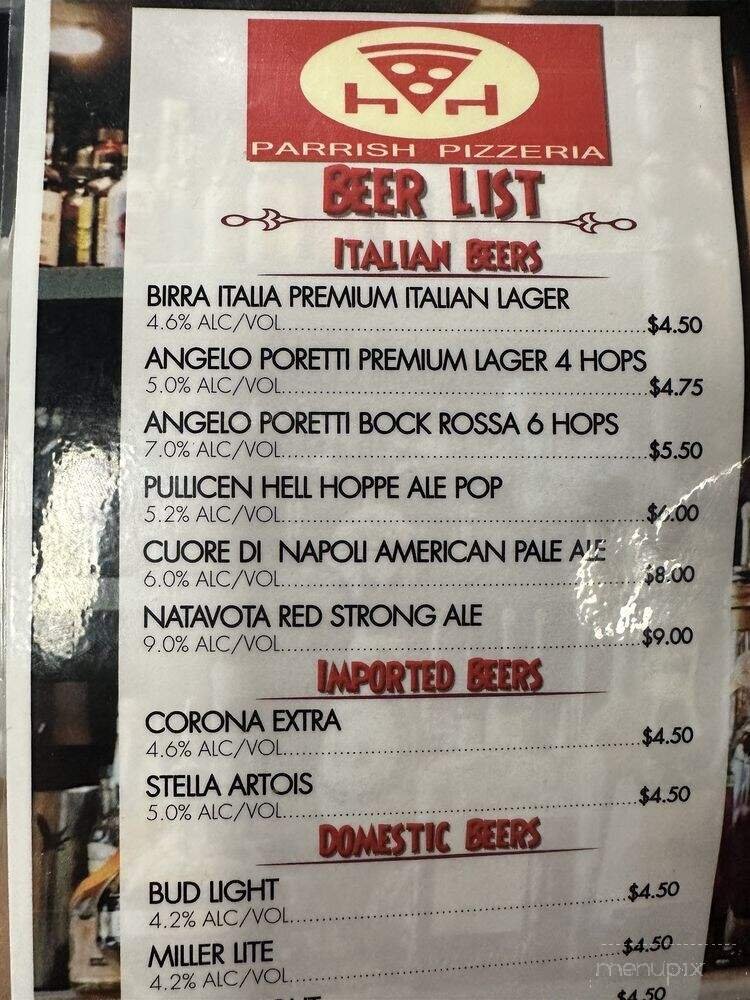 PARRISH PIZZERIA
BEER LIST
ITALIAN BEERS
BIRRA ITALIA PREMIUM ITALIAN LAGER
4.6% ALC/VOL............$4.50
ANGELO PORETTI PREMIUM LAGER 4 HOPS
5.0% ALC/VOL............$4.75
ANGELO PORETTI BOCK ROSSA 6 HOPS
7.0% ALC/VOL............$5.50
PULLICEN HELL HOPPE ALE POP
5.2% ALC/VOL............$6.00
CUORE DI NAPOLI AMERICAN PALE ALE
6.0% ALC/VOL............$8.00
NATAVOTA RED STRONG ALE
9.0% ALC/VOL............$9.00
IMPORTED BEERS
CORONA EXTRA
4.6% ALC/VOL............$4.50
STELLA ARTOIS
5.0% ALC/VOL............$4.50
DOMESTIC BEERS
BUD LIGHT
4.2% ALC/VOL............$4.50
MILLER LITE
4.2% ALC/VOL............$4.50
$4.50
menupix